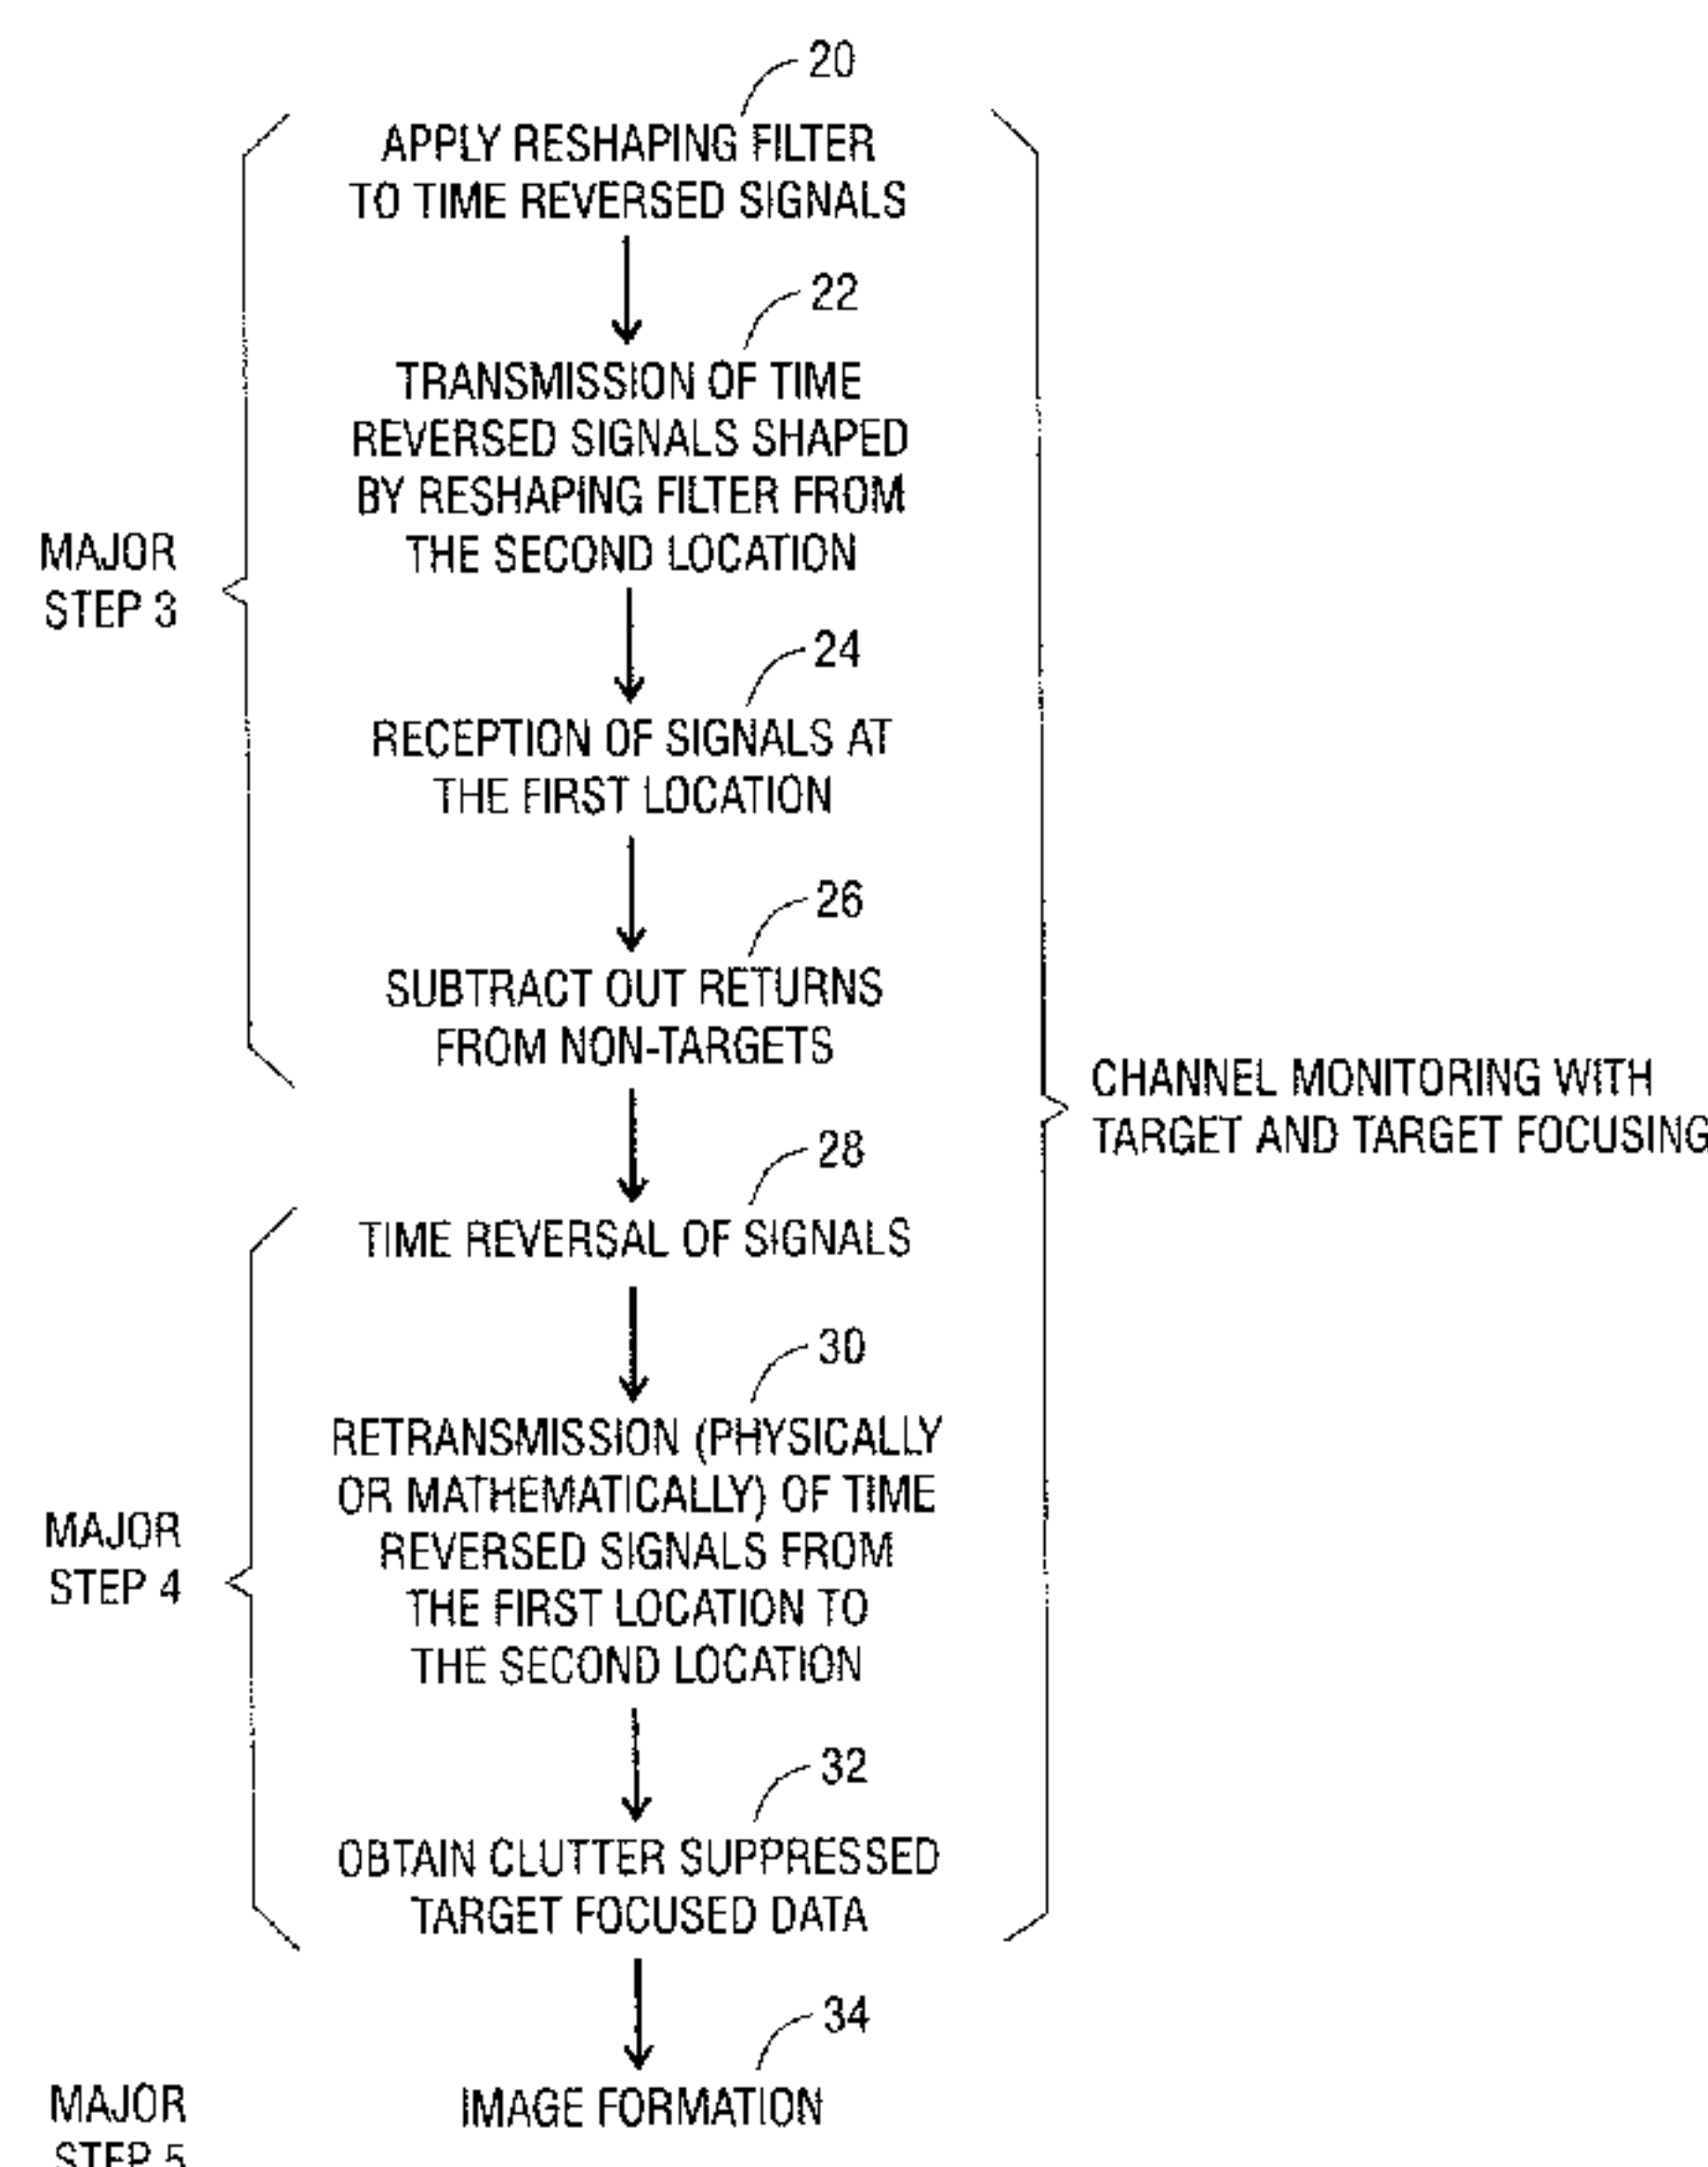 20
APPLY RESHAPING FILTER
TO TIME REVERSED SIGNALS
22
TRANSMISSION OF TIME
REVERSED SIGNALS SHAPED
BY RESHAPING FILTER FROM
THE SECOND LOCATION
MAJOR
STEP 3
24
RECEPTION OF SIGNALS AT
THE FIRST LOCATION
26
SUBTRACT OUT RETURNS
FROM NON-TARGETS
CHANNEL MONITORING WITH
TARGET AND TARGET FOCUSING
28
TIME REVERSAL OF SIGNALS
30
RETRANSMISSION (PHYSICALLY
OR MATHEMATICALLY) OF TIME
REVERSED SIGNALS FROM
THE FIRST LOCATION TO
THE SECOND LOCATION
MAJOR
STEP 4
32
OBTAIN CLUTTER SUPPRESSED
TARGET FOCUSED DATA
34
IMAGE FORMATION
MAJOR
STEP 5